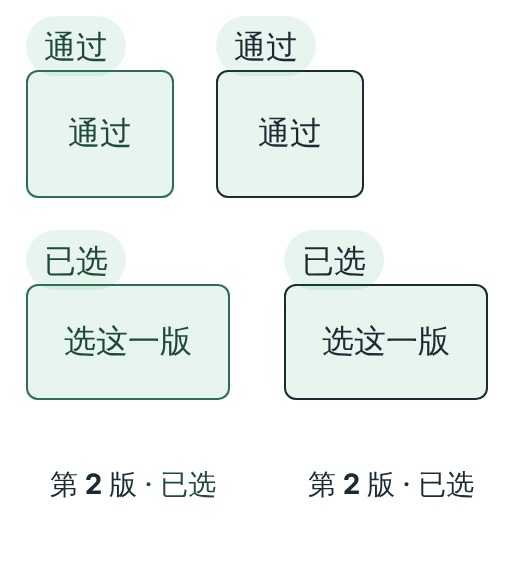 通过 通过
通过 通过
已选 已选
选这一版 选这一版
第 2 版 · 已选 第 2 版 · 已选